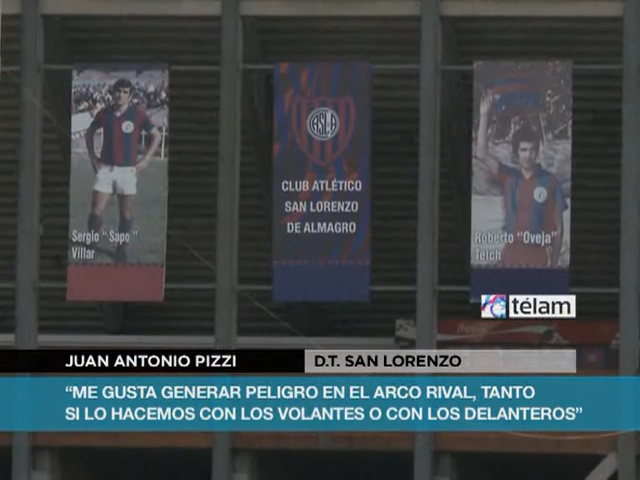 CASLA
CLUB ATLÉTICO
SAN LORENZO
DE ALMAGRO
Sergio "Sapo"
Villar
Roberto "Oveja"
Telch
télam
JUAN ANTONIO PIZZI
D.T. SAN LORENZO
“ME GUSTA GENERAR PELIGRO EN EL ARCO RIVAL, TANTO
SI LO HACEMOS CON LOS VOLANTES O CON LOS DELANTEROS”